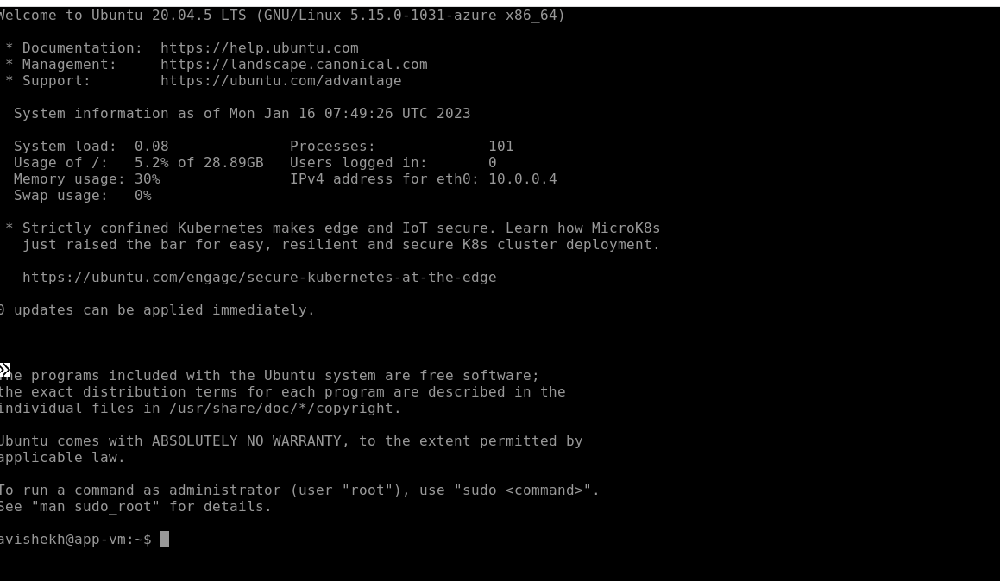 Welcome to Ubuntu 20.04.5 LTS (GNU/Linux 5.15.0-1031-azure x86_64)
* Documentation: https://help.ubuntu.com
* Management: https://landscape.canonical.com
* Support: https://ubuntu.com/advantage
System information as of Mon Jan 16 07:49:26 UTC 2023
System load: 0.08 Processes: 101
Usage of /: 5.2% of 28.89GB Users logged in: 0
Memory usage: 30% IPv4 address for eth0: 10.0.0.4
Swap usage: 0%
* Strictly confined Kubernetes makes edge and IoT secure. Learn how MicroK8s
just raised the bar for easy, resilient and secure K8s cluster deployment.
https://ubuntu.com/engage/secure-kubernetes-at-the-edge
0 updates can be applied immediately.
The programs included with the Ubuntu system are free software;
the exact distribution terms for each program are described in the
individual files in /usr/share/doc/*/copyright.
Ubuntu comes with ABSOLUTELY NO WARRANTY, to the extent permitted by
applicable law.
To run a command as administrator (user "root"), use "sudo <command>".
See "man sudo_root" for details.
avishekh@app-vm:~$